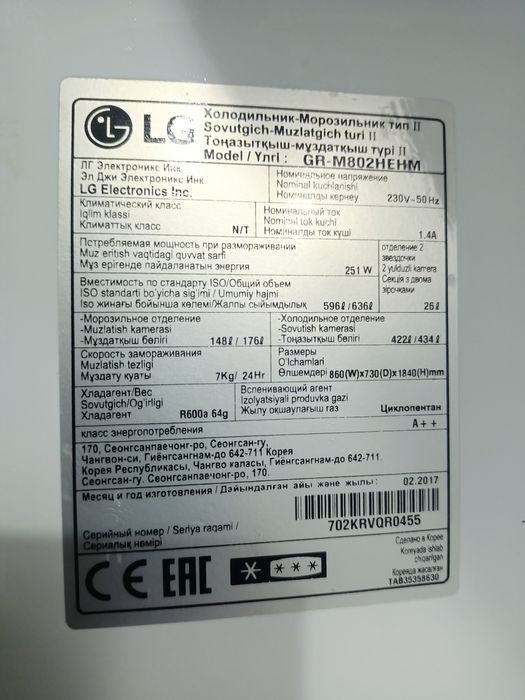 LG
Холодильник-Морозильник тип II
Sovutgich-Muzlatgich turi II
Тоңазытқыш-мұздатқыш түрі II
Model / Үлгі : GR-M802HEHM
ЛГ Электроникс Инк
Эл Джи Электроникс Инк
LG Electronics Inc.
Номинальное напряжение
Nominal kuchlanishi
Номиналды кернеу 230V~50Hz
Климатический класс
Iqlim klassi
Климаттық класс N/T
Номинальный ток
Nominal tok kuchi
Номиналды ток күші 1.4A
Потребляемая мощность при размораживании
Muz eritish vaqtidagi quvvat sarfi
Мұз ерігенде пайдаланатын энергия 251 W
отделение 2
звездочки
2 yulduzli kamera
Секція з двома
зірочками
26ℓ
Вместимость по стандарту ISO/Общий объем
ISO standarti bo'yicha sig'imi / Umumiy hajmi
Iso жинағы бойынша көлемі/Жалпы сыйымдылық 596ℓ / 636ℓ
-Морозильное отделение
-Muzlatish kamerasi
-Мұздатқыш бөлігі 148ℓ / 176ℓ
-Холодильное отделение
-Sovutish kamerasi
-Тоңазытқыш бөлігі 422ℓ / 434ℓ
Скорость замораживания
Muzlatish tezligi
Мұздату қуаты 7Kg/ 24Hr
Размеры
O'lchamlari
Өлшемдері 860(W)x730(D)x1840(H)mm
Хладагент/Вес
Sovutgich/Og'irligi
Хладагент R600a 64g
Вспенивающий агент
Izolyatsiyali produvka gazi
Жылу оқшаулағыш газ Циклопентан
класс энергопотребления A++
170, Сеонгсанпаечонг-ро, Сеонгсан-гу,
Чангвон-си, Гиёнгсангнам-до 642-711 Корея
Корея Республикасы, Чангво каласы, Гиёнгсангнам-до 642-711
Сеонгсан-гу. Сеонгсанпаечонг-ро, 170.
Месяц и год изготовления / Дайындалған айы және жылы : 02.2017
702KRVQR0455
Серийный номер / Seriya raqami /
Сериалық нөмірі
Сделано в Корее
Koreyada ishlab
chiqarilgan
Кореяда жасалған
TAB35358630
CE EAC